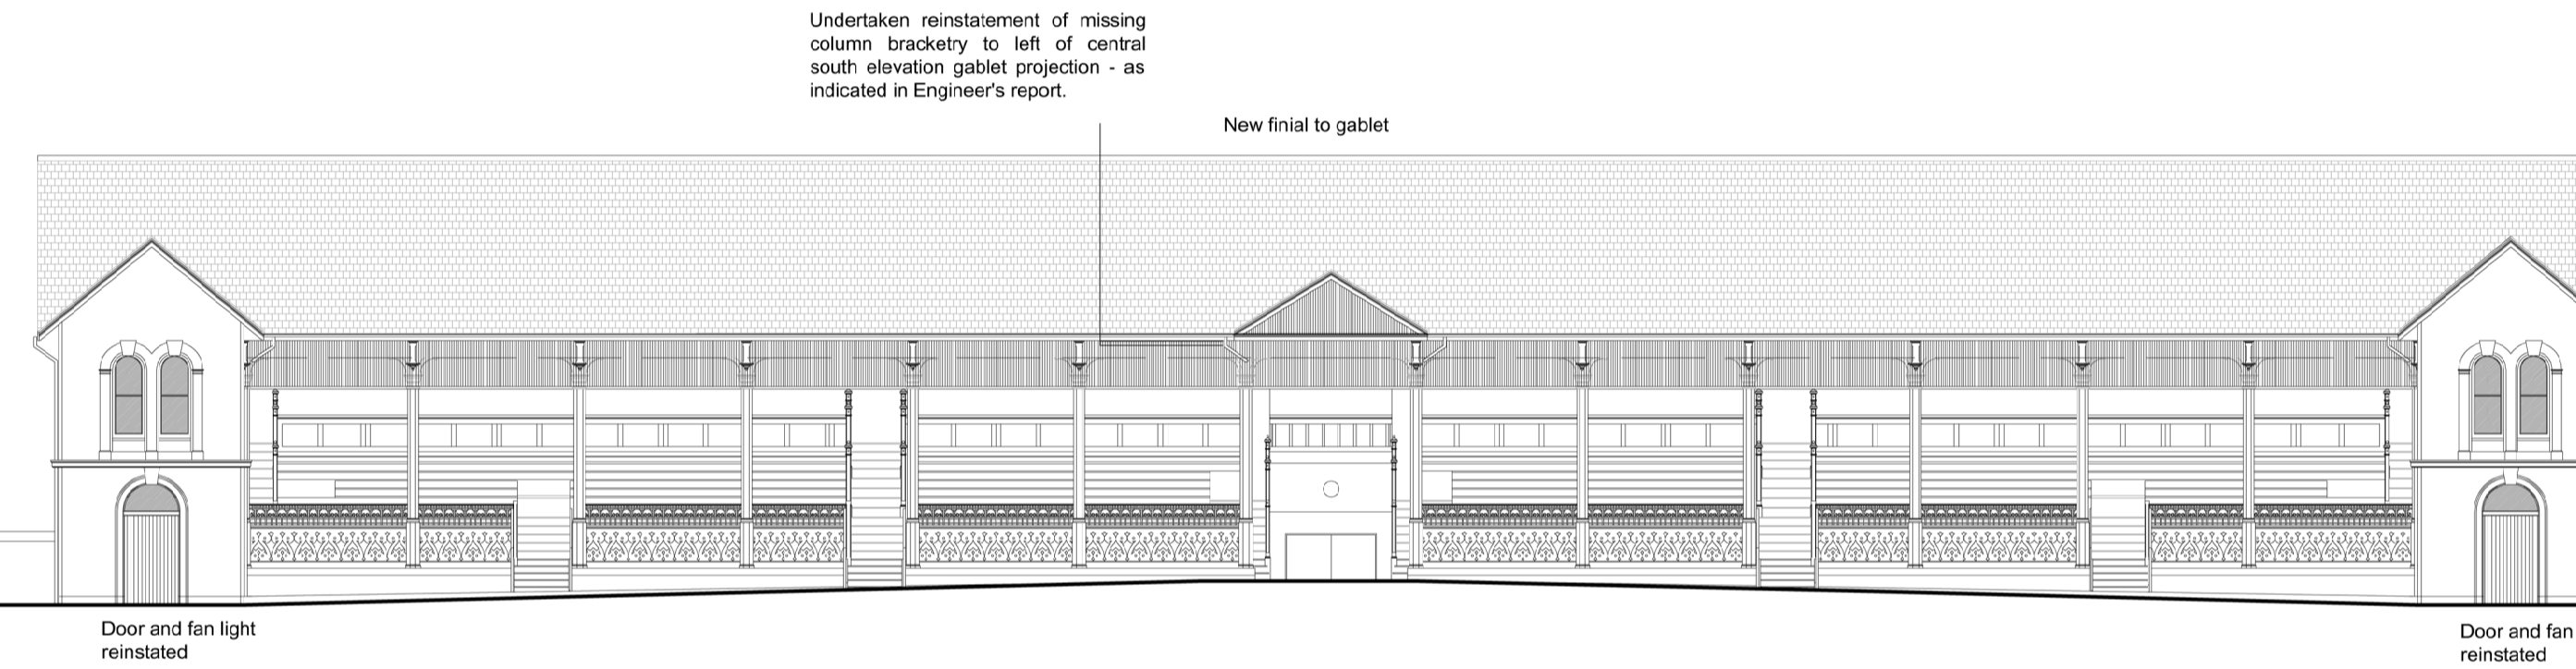 Undertaken reinstatement of missing
column bracketry to left of central
south elevation gablet projection - as
indicated in Engineer's report.
New finial to gablet
Door and fan light
reinstated
Door and fan
reinstated